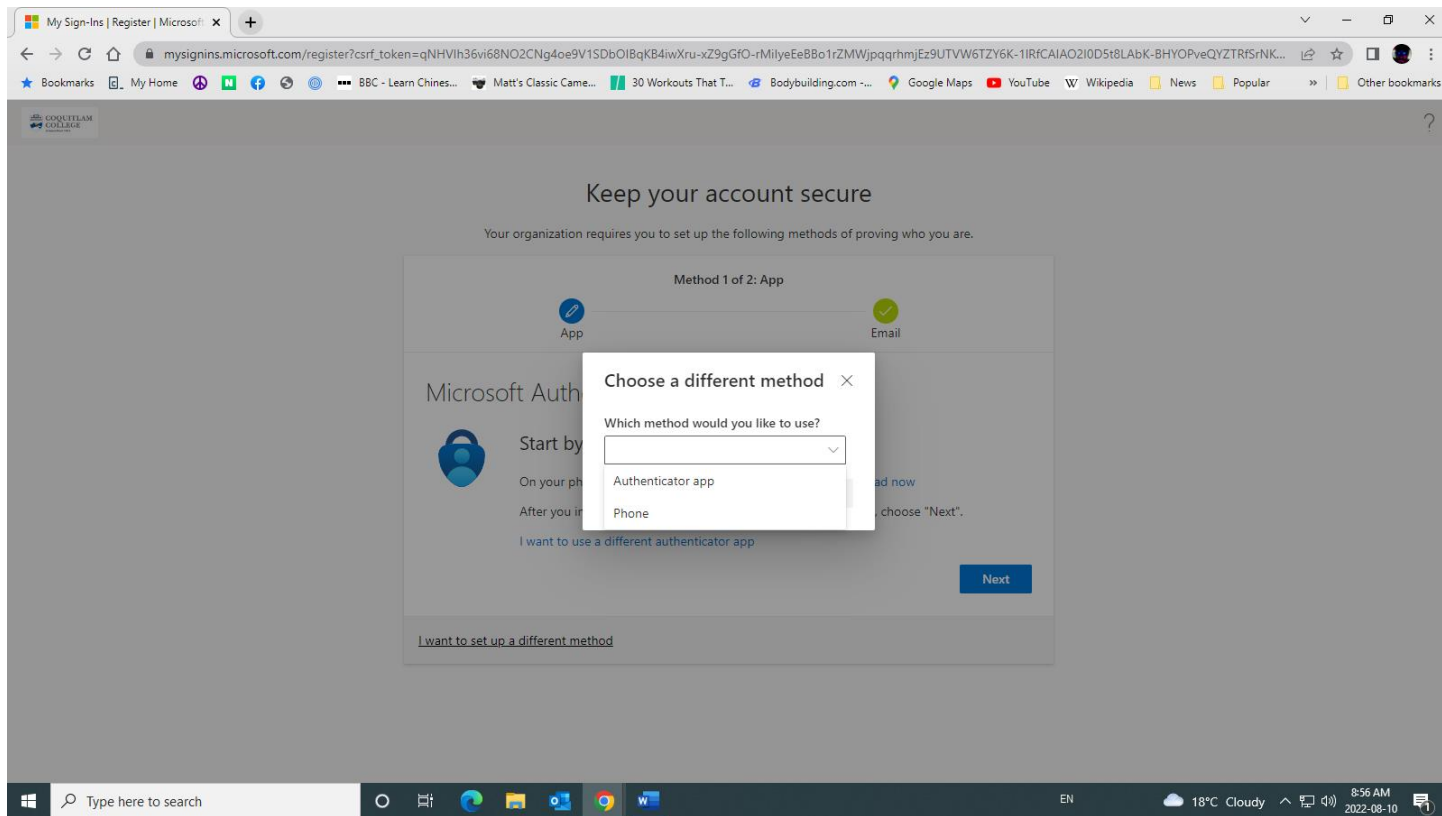 My Sign-Ins | Register | Microsoft
mysignins.microsoft.com/register?csrf_token=qNHVIh36vi68NO2CNg4oe9V1SDbOIBqKB4iwXru-xZ9gGfO-rMilyeEeBBo1rZMWjpqqrhmjEz9UTVW6TZY6K-1IRfCAIAO2I0D5t8LAbK-BHYOPveQYZTRfSrNK...
Bookmarks My Home BBC - Learn Chines... Matt's Classic Came... 30 Workouts That T... Bodybuilding.com -... Google Maps YouTube Wikipedia News Popular » Other bookmarks
COQUITLAM
COLLEGE
?
Keep your account secure
Your organization requires you to set up the following methods of proving who you are.
Method 1 of 2: App
App Email
Choose a different method
Microsoft Auth
Which method would you like to use?
Start by
On your ph
Authenticator app
ad now
After you in
Phone
, choose "Next".
I want to use a different authenticator app
Next
I want to set up a different method
Type here to search
EN
18°C Cloudy
8:56 AM
2022-08-10